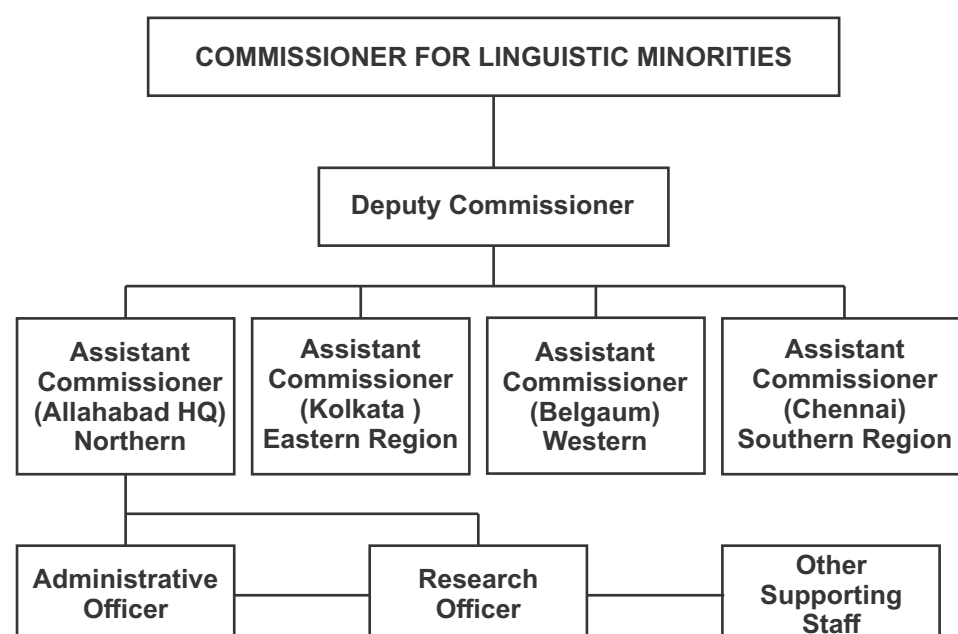 COMMISSIONER FOR LINGUISTIC MINORITIES
Deputy Commissioner
Assistant
Commissioner
(Allahabad HQ)
Northern
Assistant
Commissioner
(Kolkata )
Eastern Region
Assistant
Commissioner
(Belgaum)
Western
Assistant
Commissioner
(Chennai)
Southern Region
Administrative
Officer
Research
Officer
Other
Supporting
Staff